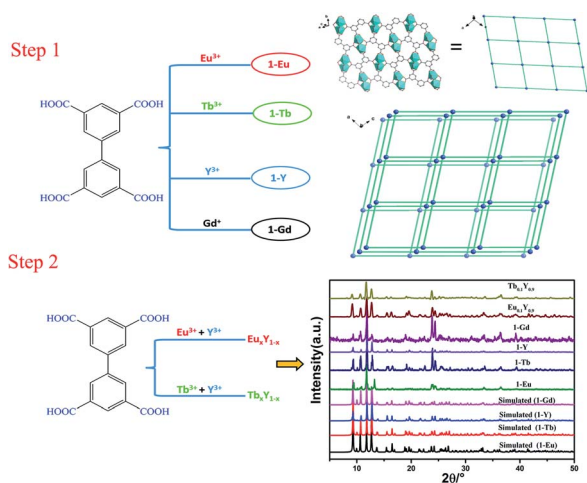 Step 1
HOOC
COOH
HOOC
COOH
Eu³⁺
1-Eu
Tb³⁺
1-Tb
Y³⁺
1-Y
Gd⁺
1-Gd
=
Step 2
HOOC
COOH
HOOC
COOH
Eu³⁺ + Y³⁺
EuₓY₁₋ₓ
Tb³⁺ + Y³⁺
TbₓY₁₋ₓ
Intensity(a.u.)
Tb₀.₁Y₀.₉
Eu₀.₁Y₀.₉
1-Gd
1-Y
1-Tb
1-Eu
Simulated (1-Gd)
Simulated (1-Y)
Simulated (1-Tb)
Simulated (1-Eu)
10 20 30 40 50
2θ/°